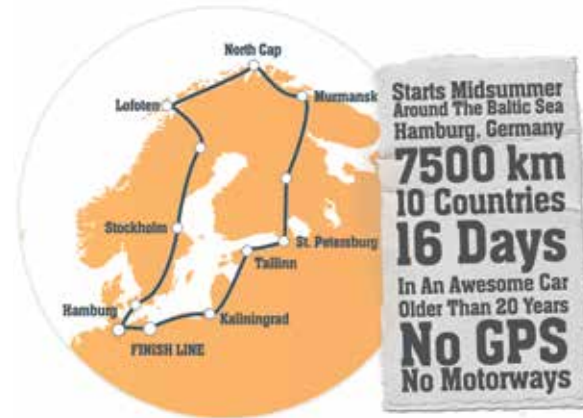 North Cap
Lofoten
Murmansk
Stockholm
St. Petersburg
Tallinn
Hamburg
Kaliningrad
FINISH LINE
Starts Midsummer
Around The Baltic Sea
Hamburg, Germany
7500 km
10 Countries
16 Days
In An Awesome Car
Older Than 20 Years
No GPS
No Motorways